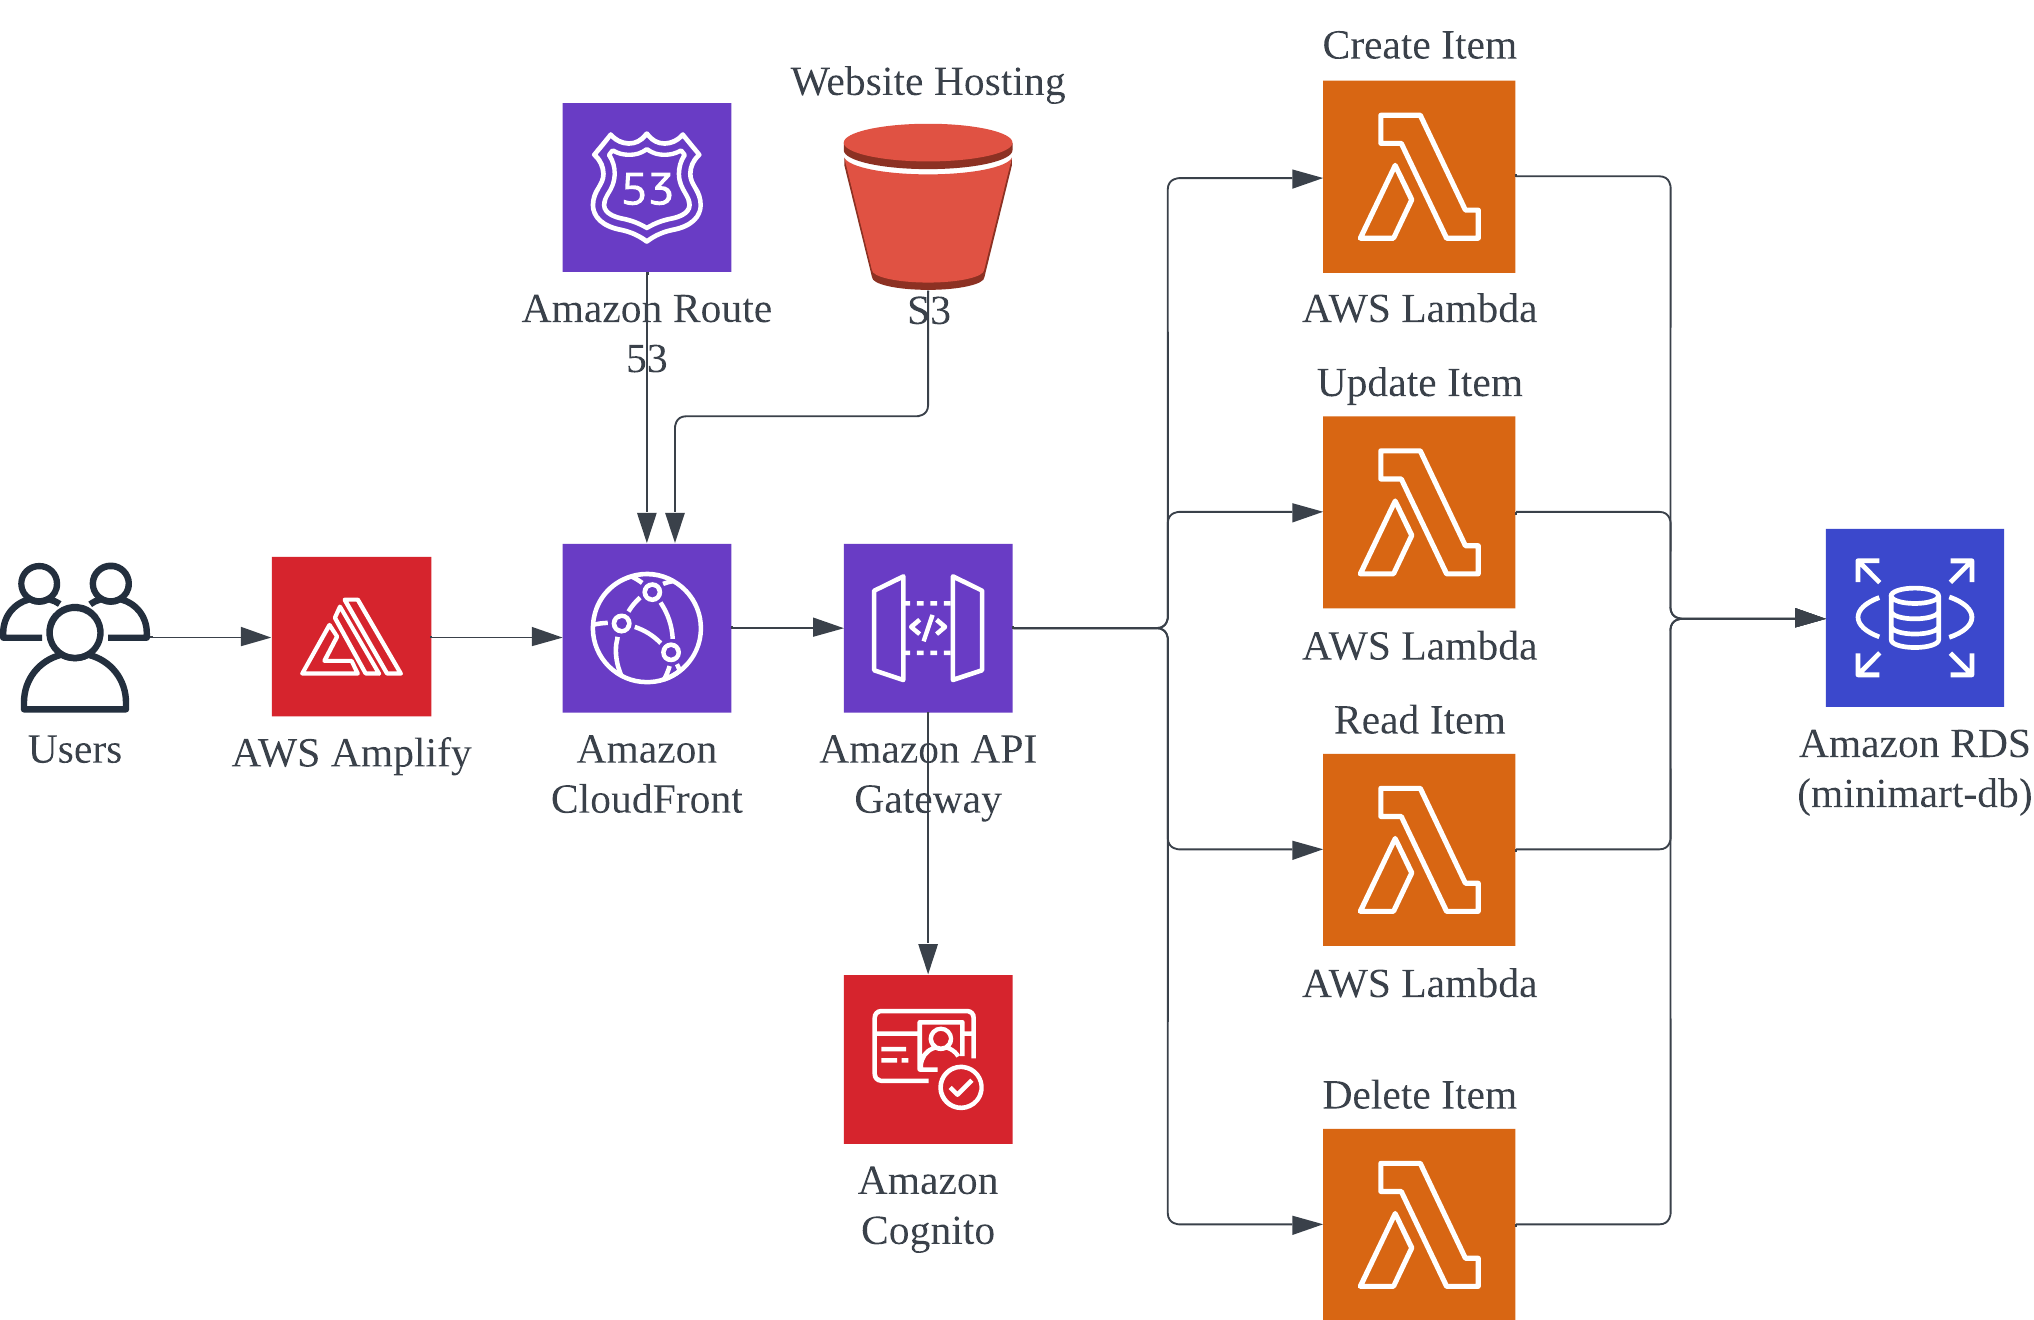 Create Item
Website Hosting
53
Amazon Route
53
S3
AWS Lambda
Update Item
AWS Lambda
Users
AWS Amplify
Amazon
CloudFront
</>
Amazon API
Gateway
Read Item
AWS Lambda
Amazon RDS
(minimart-db)
Amazon
Cognito
Delete Item